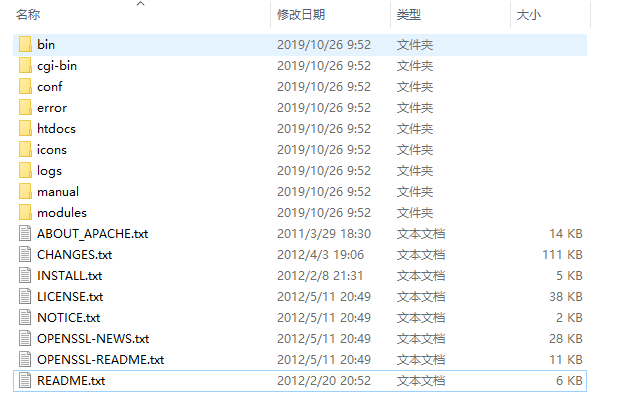 名称 修改日期 类型 大小
bin 2019/10/26 9:52 文件夹
cgi-bin 2019/10/26 9:52 文件夹
conf 2019/10/26 9:52 文件夹
error 2019/10/26 9:52 文件夹
htdocs 2019/10/26 9:52 文件夹
icons 2019/10/26 9:52 文件夹
logs 2019/10/26 9:52 文件夹
manual 2019/10/26 9:52 文件夹
modules 2019/10/26 9:52 文件夹
ABOUT_APACHE.txt 2011/3/29 18:30 文本文档 14 KB
CHANGES.txt 2012/4/3 19:06 文本文档 111 KB
INSTALL.txt 2012/2/8 21:31 文本文档 5 KB
LICENSE.txt 2012/5/11 20:49 文本文档 38 KB
NOTICE.txt 2012/5/11 20:49 文本文档 2 KB
OPENSSL-NEWS.txt 2012/5/11 20:49 文本文档 28 KB
OPENSSL-README.txt 2012/5/11 20:49 文本文档 11 KB
README.txt 2012/2/20 20:52 文本文档 6 KB